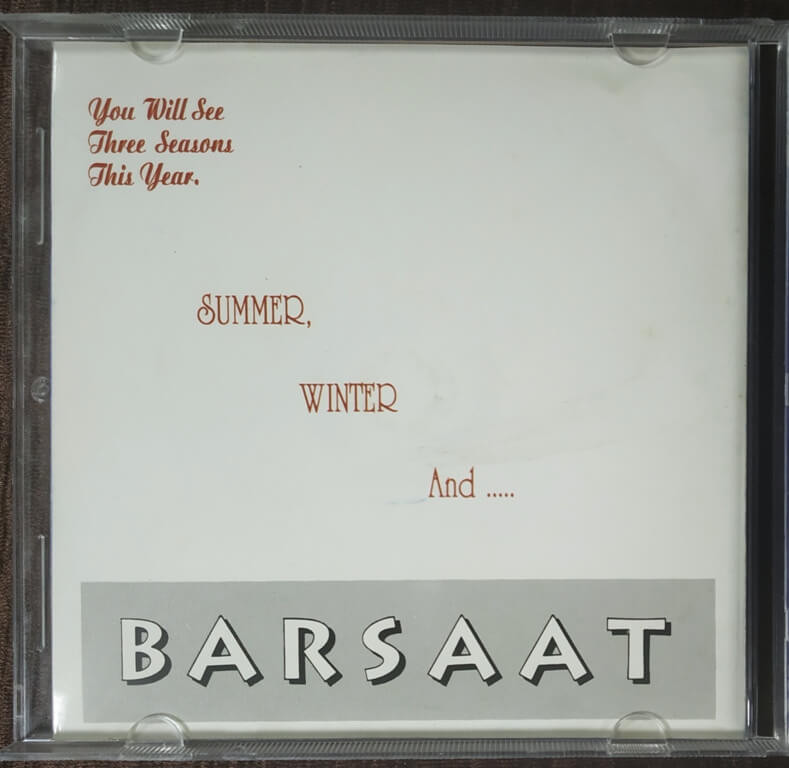 You Will See
Three Seasons
This Year.
SUMMER,
WINTER
And .....
BARSAAT